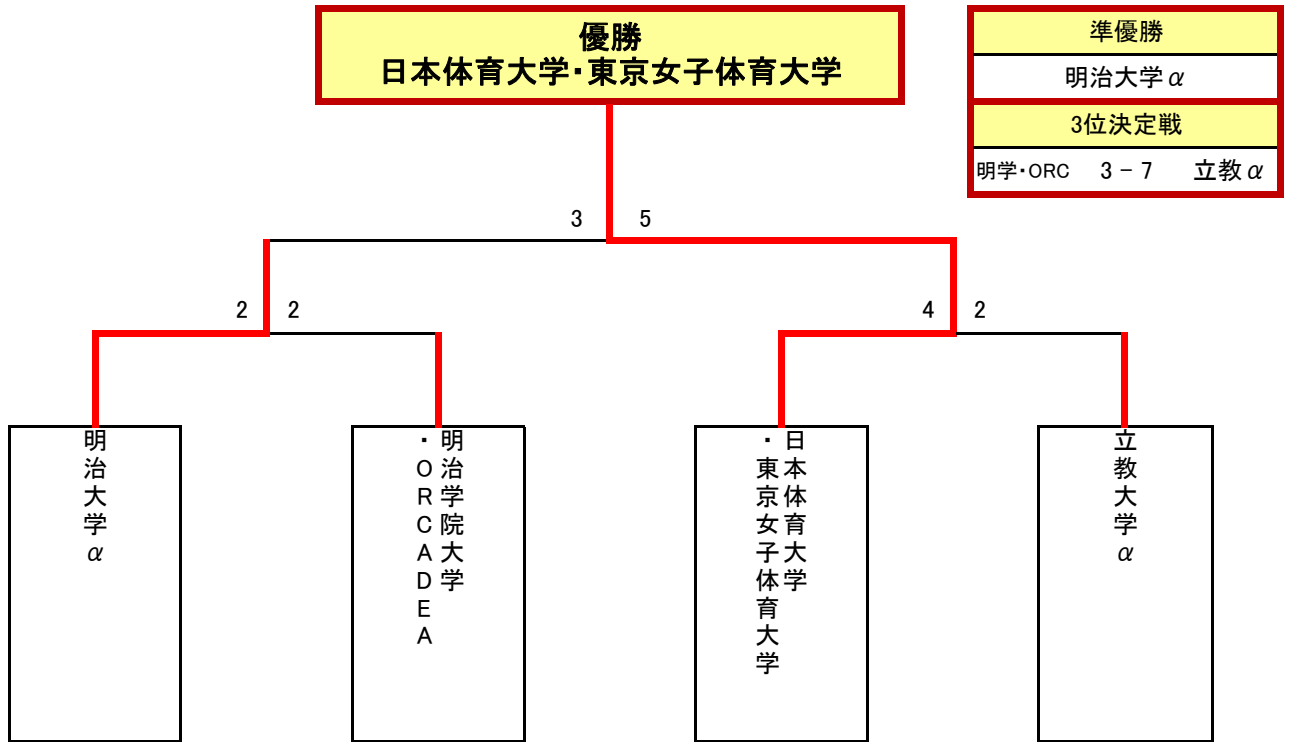 優勝
日本体育大学・東京女子体育大学
準優勝
明治大学α
3位決定戦
明学・ORC 3 － 7 立教α
3 5
2 2
4 2
明治大学α
明治学院大学
・ORCADEA
日本体育大学
・東京女子体育大学
立教大学α